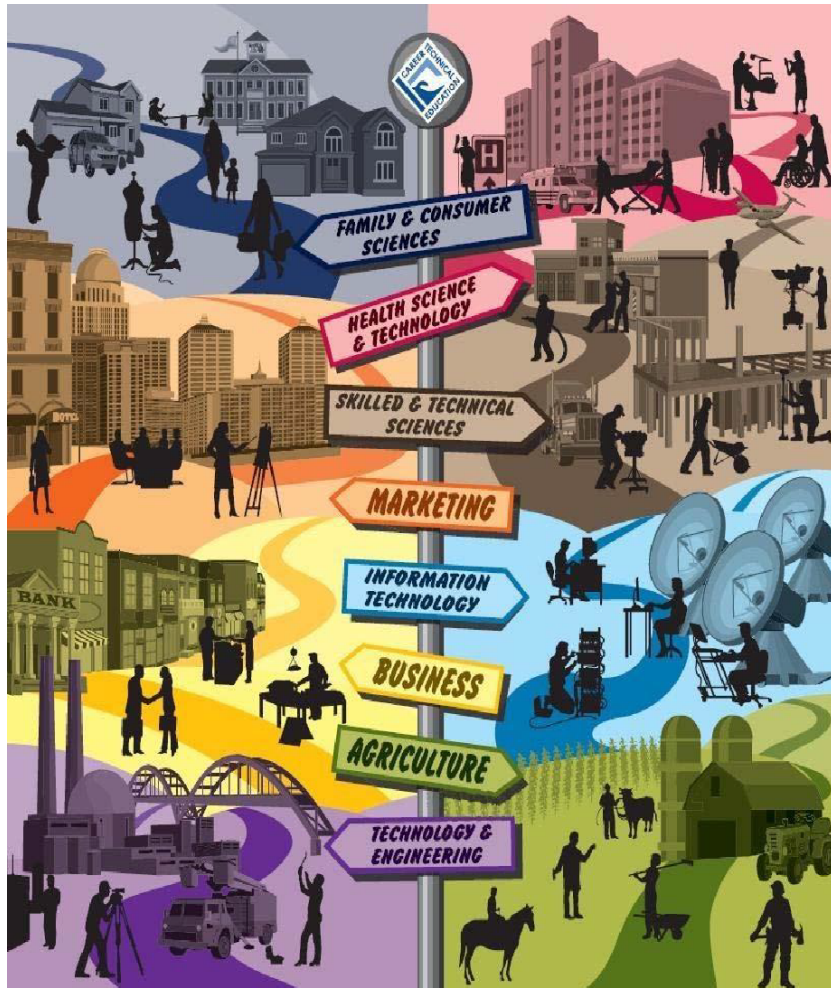 CAREER
TECHNICAL
EDUCATION
H
FAMILY & CONSUMER
SCIENCES
HEALTH SCIENCE
& TECHNOLOGY
SKILLED & TECHNICAL
SCIENCES
HOTEL
MARKETING
INFORMATION
TECHNOLOGY
BANK
BUSINESS
AGRICULTURE
TECHNOLOGY &
ENGINEERING